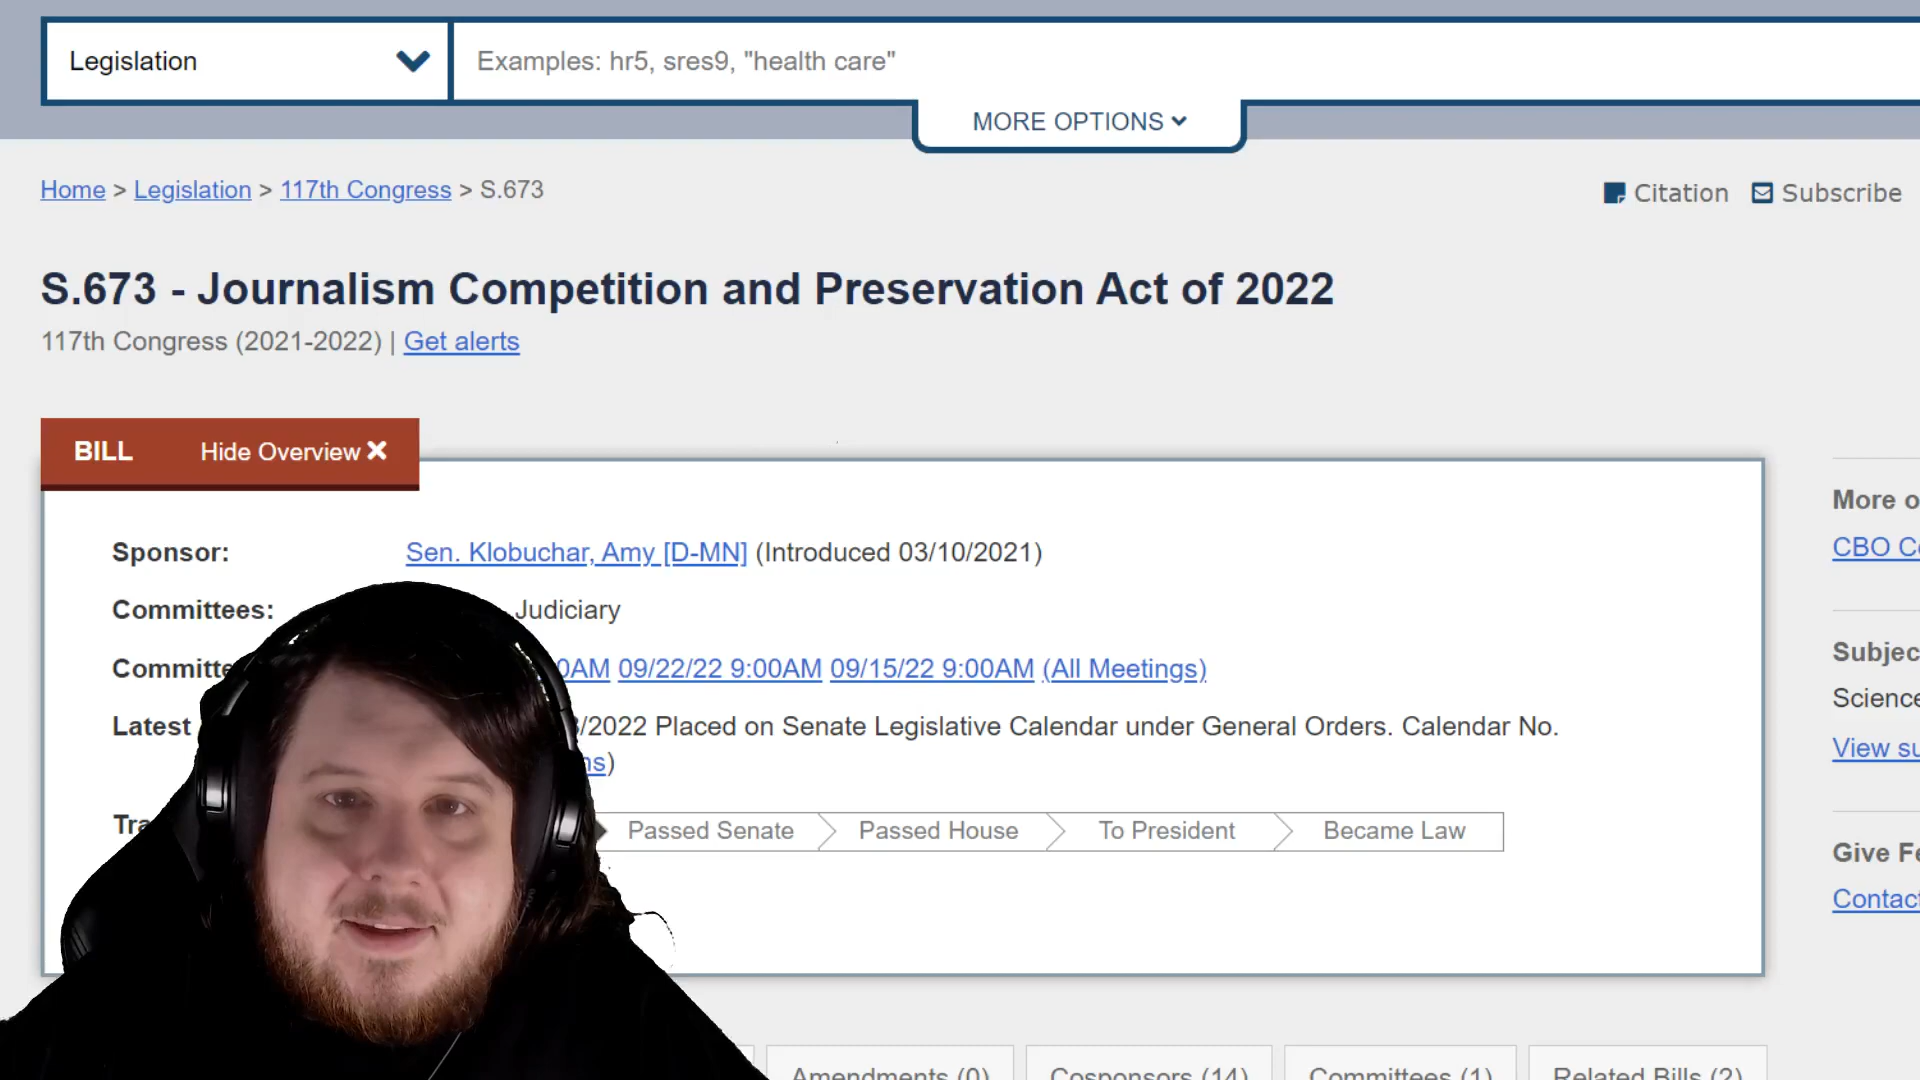 Legislation
Examples: hr5, sres9, "health care"
MORE OPTIONS
Home > Legislation > 117th Congress > S.673
Citation Subscribe
S.673 - Journalism Competition and Preservation Act of 2022
117th Congress (2021-2022) | Get alerts
BILL Hide Overview ×
Sponsor: Sen. Klobuchar, Amy [D-MN] (Introduced 03/10/2021)
Committees: Judiciary
09/22/22 9:00AM 09/15/22 9:00AM (All Meetings)
Latest /2022 Placed on Senate Legislative Calendar under General Orders. Calendar No.
Passed Senate Passed House To President Became Law
More
CBO
Science
View
Give
Amendments (0) Cosponsors (14) Committees (1) Related Bills (2)